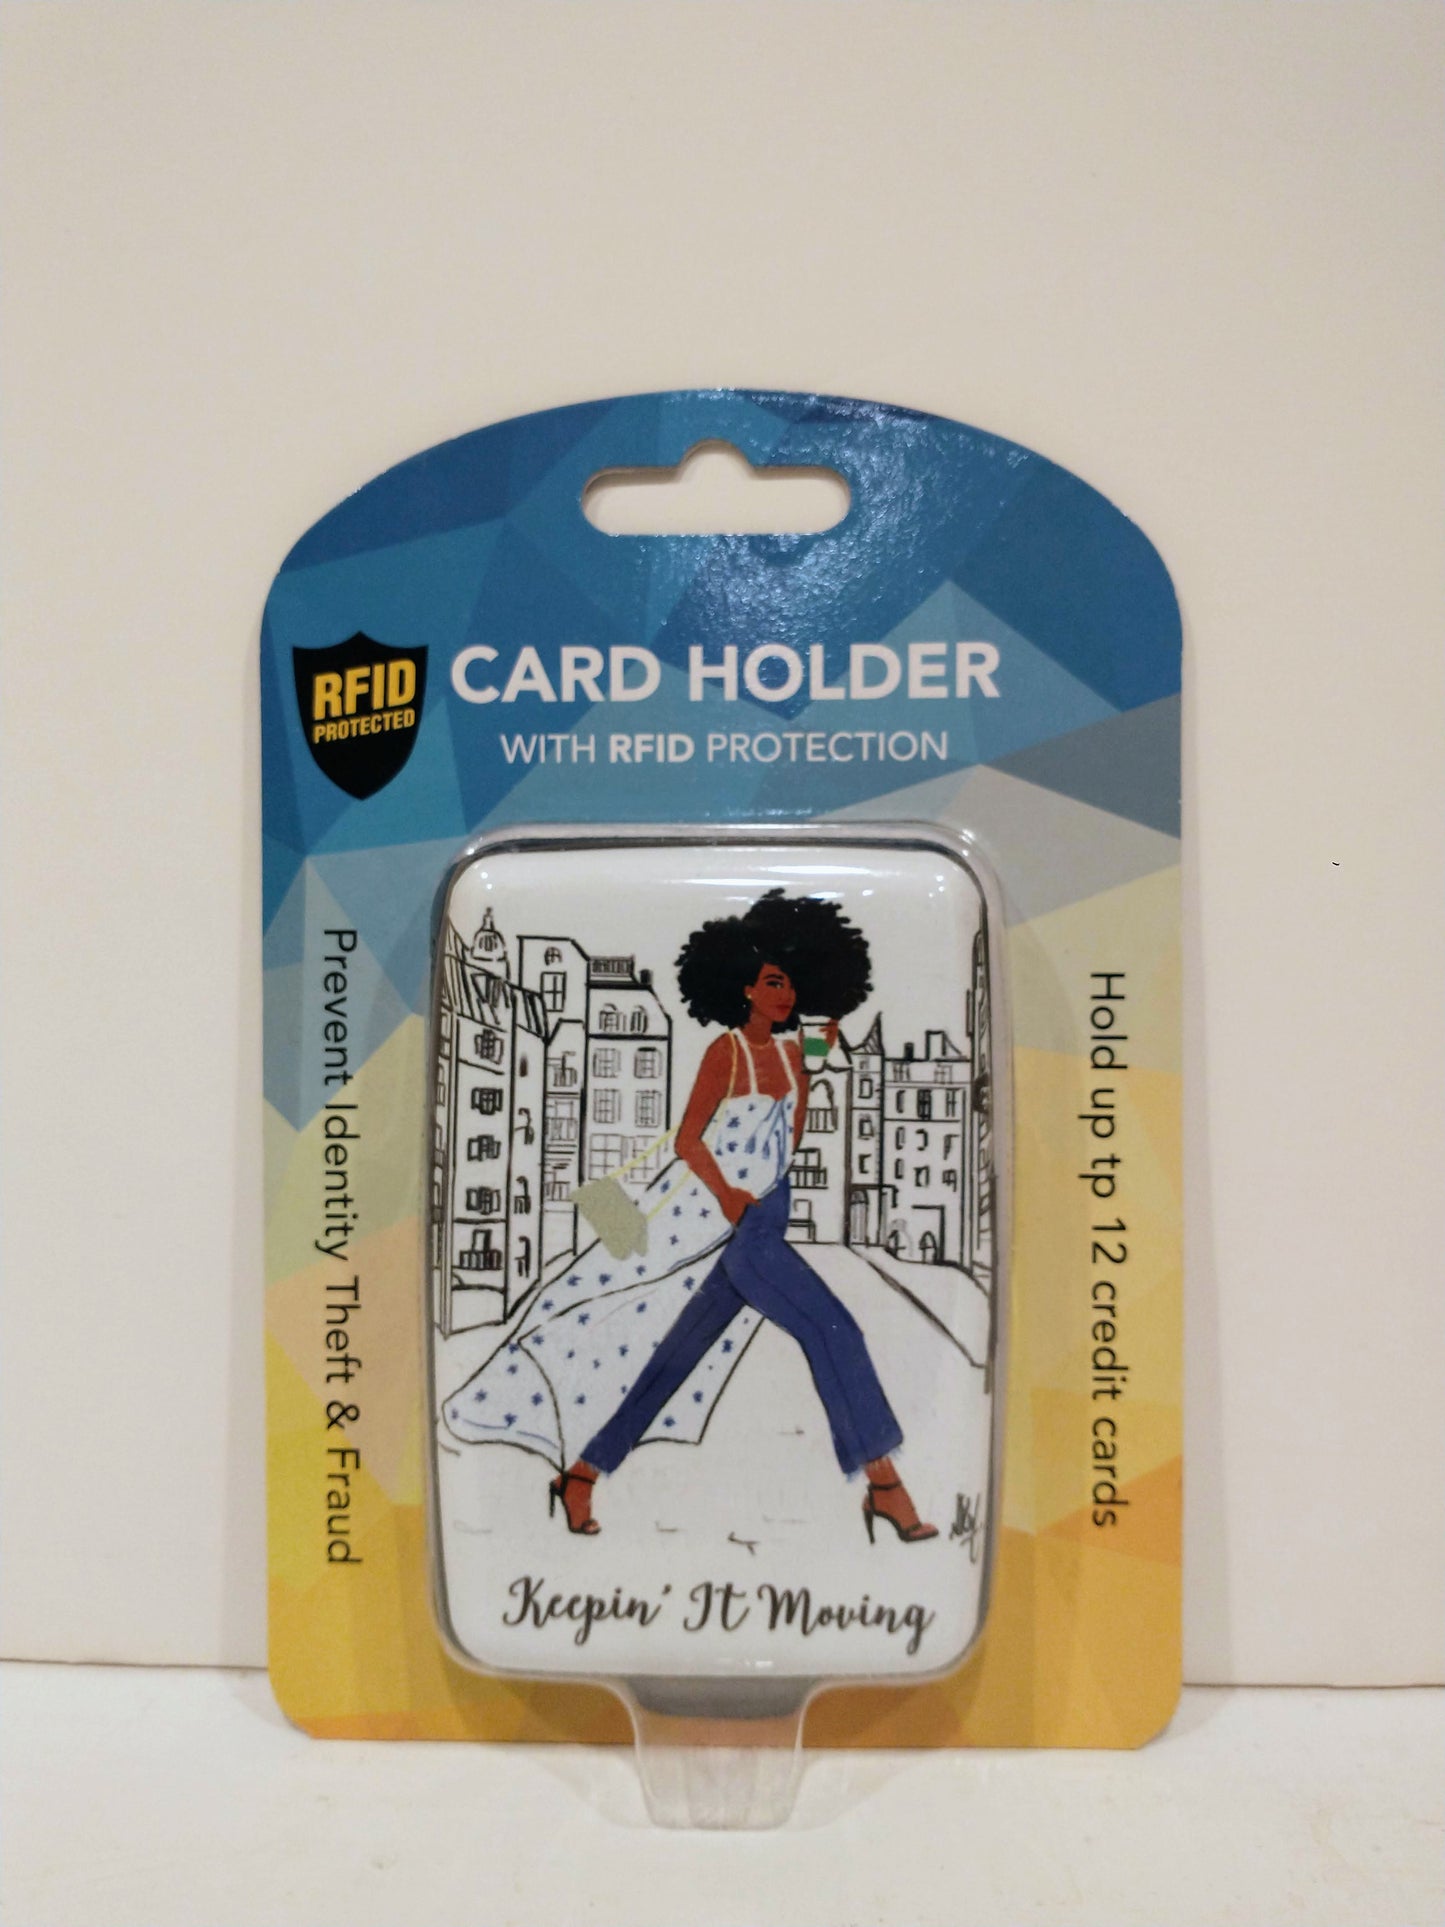 RFID
PROTECTED
CARD HOLDER
WITH RFID PROTECTION
Prevent Identity Theft & Fraud
Hold up tp 12 credit cards
Keepin' It Moving